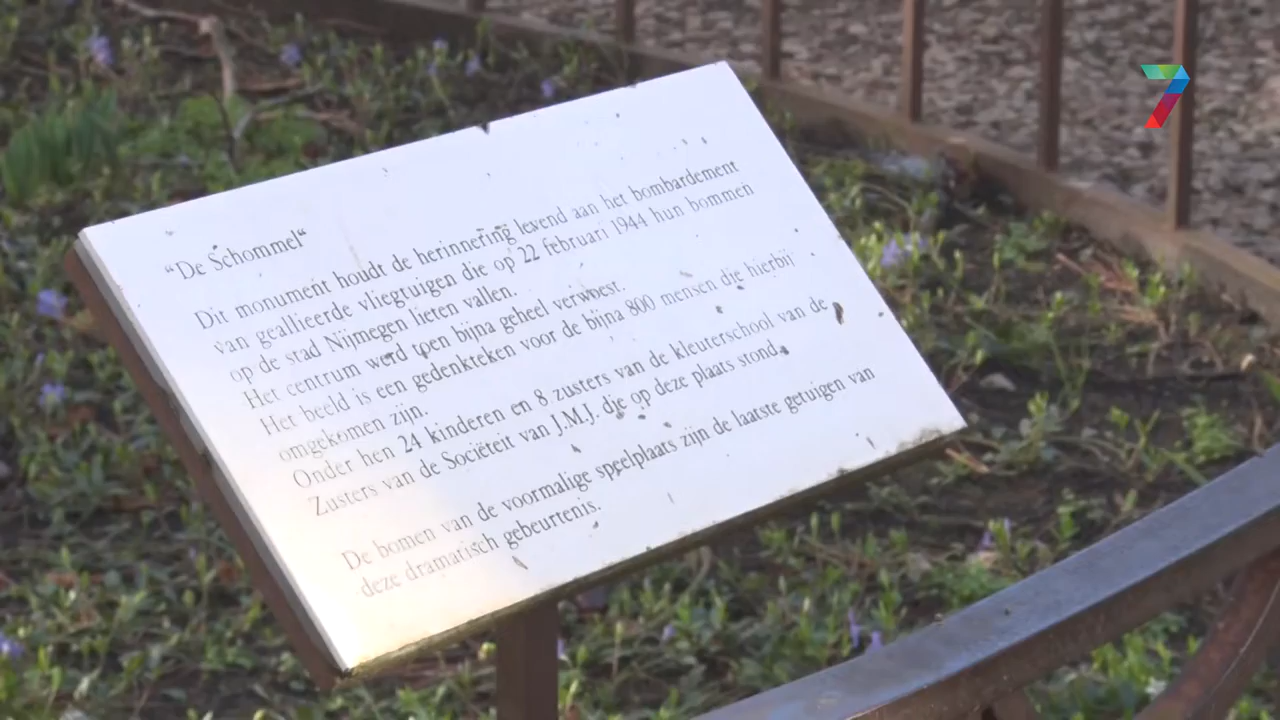 “De Schommel“
Dit monument houdt de herinnering levend aan het bombardement
van geallieerde vliegtuigen die op 22 februari 1944 hun bommen
op de stad Nijmegen lieten vallen.
Het centrum werd toen bijna geheel verwoest.
Het beeld is een gedenkteken voor de bijna 800 mensen die hierbij
omgekomen zijn.
Onder hen 24 kinderen en 8 zusters van de kleuterschool van de
Zusters van de Sociëteit van J.M.J. die op deze plaats stond.
De bomen van de voormalige speelplaats zijn de laatste getuigen van
deze dramatisch gebeurtenis.
7